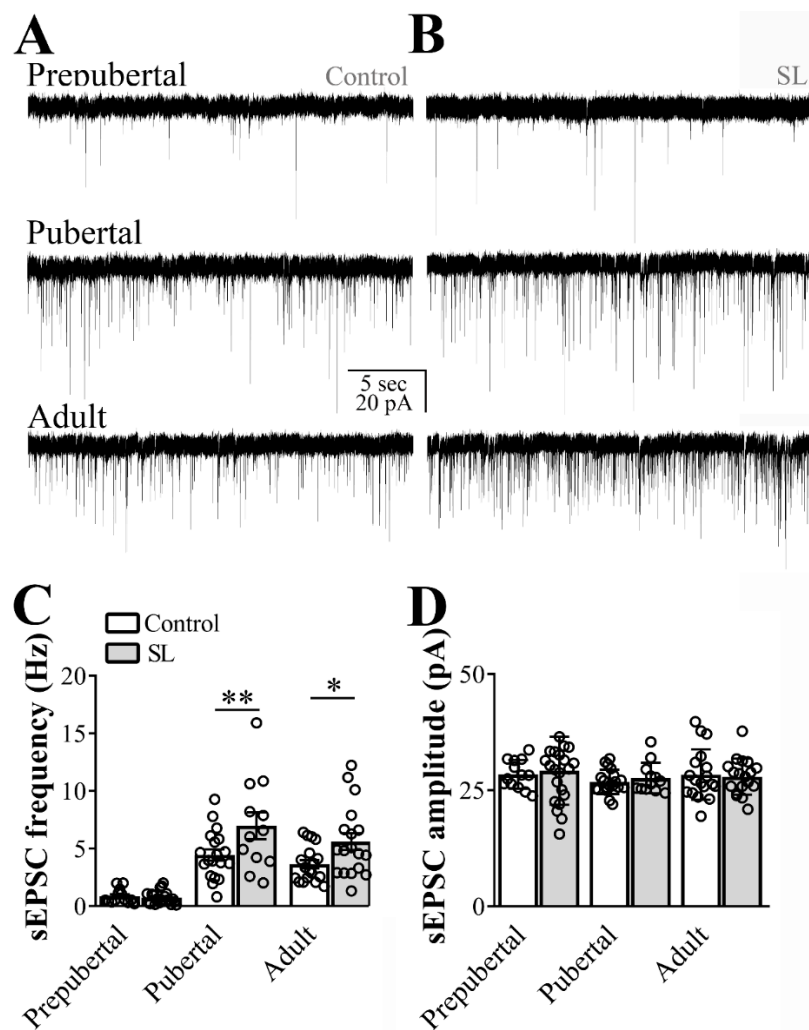 A
B
Prepubertal
Control
SL
Pubertal
5 sec
20 pA
Adult
C
D
Control
SL
sEPSC frequency (Hz)
20
15
10
5
0
**
*
Prepubertal
Pubertal
Adult
sEPSC amplitude (pA)
50
25
0
Prepubertal
Pubertal
Adult